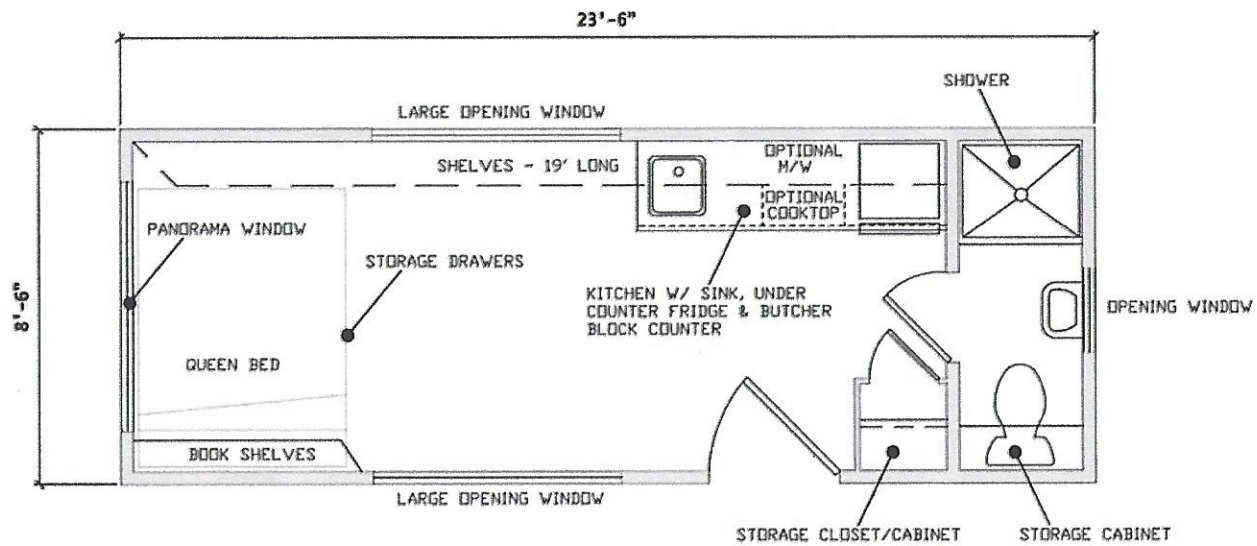 23'-6"
SHOWER
LARGE OPENING WINDOW
8'-6"
SHELVES - 19' LONG
OPTIONAL
M/W
OPTIONAL
COOKTOP
PANORAMA WINDOW
STORAGE DRAWERS
KITCHEN W/ SINK, UNDER
COUNTER FRIDGE & BUTCHER
BLOCK COUNTER
OPENING WINDOW
QUEEN BED
BOOK SHELVES
LARGE OPENING WINDOW
STORAGE CLOSET/CABINET
STORAGE CABINET